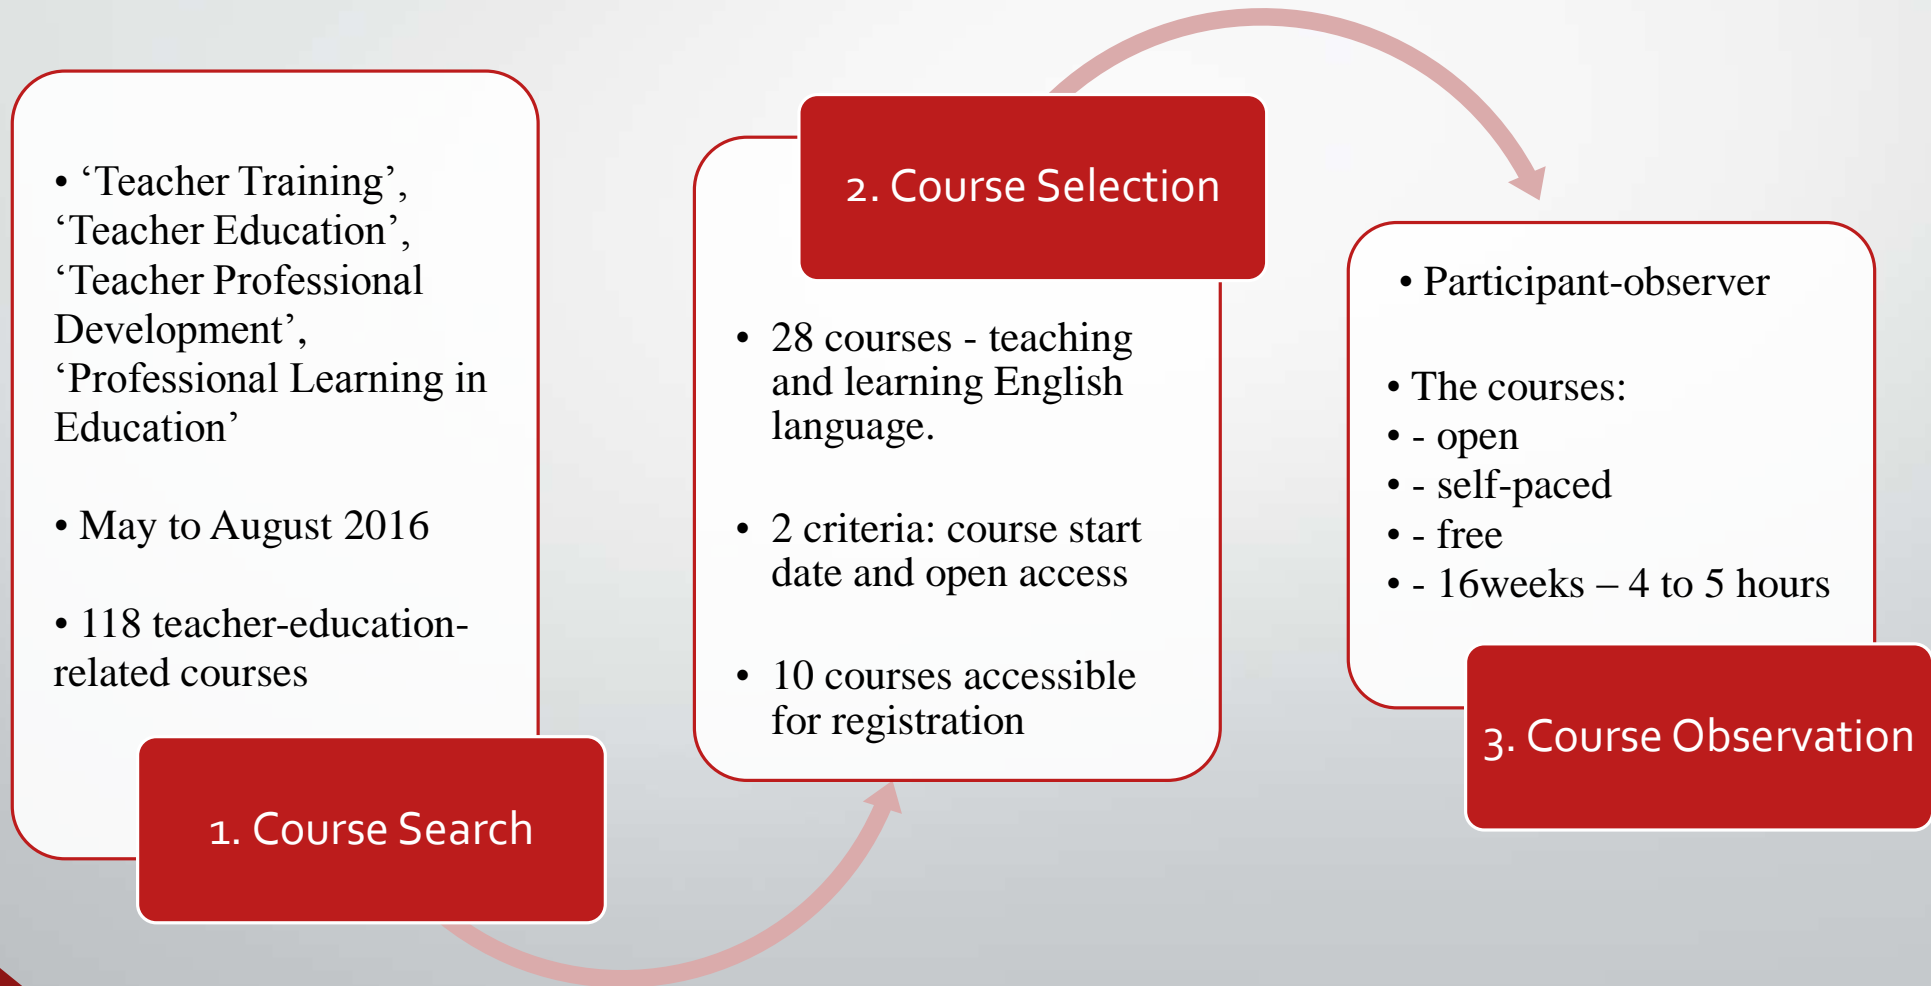 • ‘Teacher Training’,
‘Teacher Education’,
‘Teacher Professional
Development’,
‘Professional Learning in
Education’
• May to August 2016
• 118 teacher-education-
related courses
1. Course Search
2. Course Selection
• 28 courses - teaching
and learning English
language.
• 2 criteria: course start
date and open access
• 10 courses accessible
for registration
• Participant-observer
• The courses:
• - open
• - self-paced
• - free
• - 16weeks – 4 to 5 hours
3. Course Observation